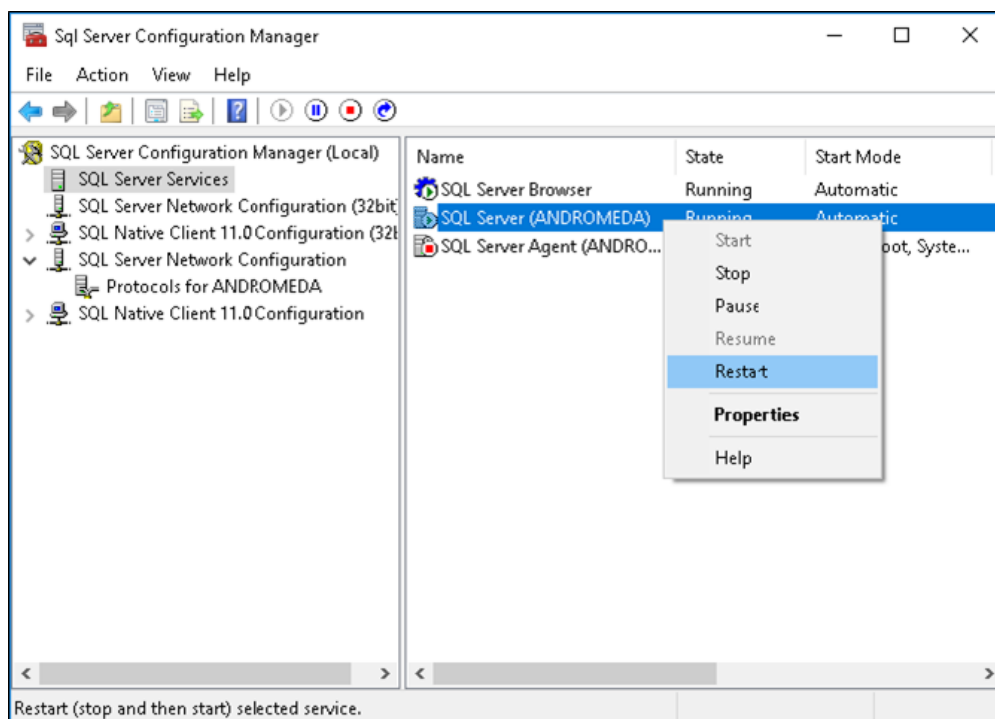 Sql Server Configuration Manager
File Action View Help
SQL Server Configuration Manager (Local)
SQL Server Services
SQL Server Network Configuration (32bit
SQL Native Client 11.0 Configuration (32b
SQL Server Network Configuration
Protocols for ANDROMEDA
SQL Native Client 11.0 Configuration
Name State Start Mode
SQL Server Browser Running Automatic
SQL Server (ANDROMEDA) Running Automatic
SQL Server Agent (ANDRO... oot, Syste...
Start
Stop
Pause
Resume
Restart
Properties
Help
Restart (stop and then start) selected service.